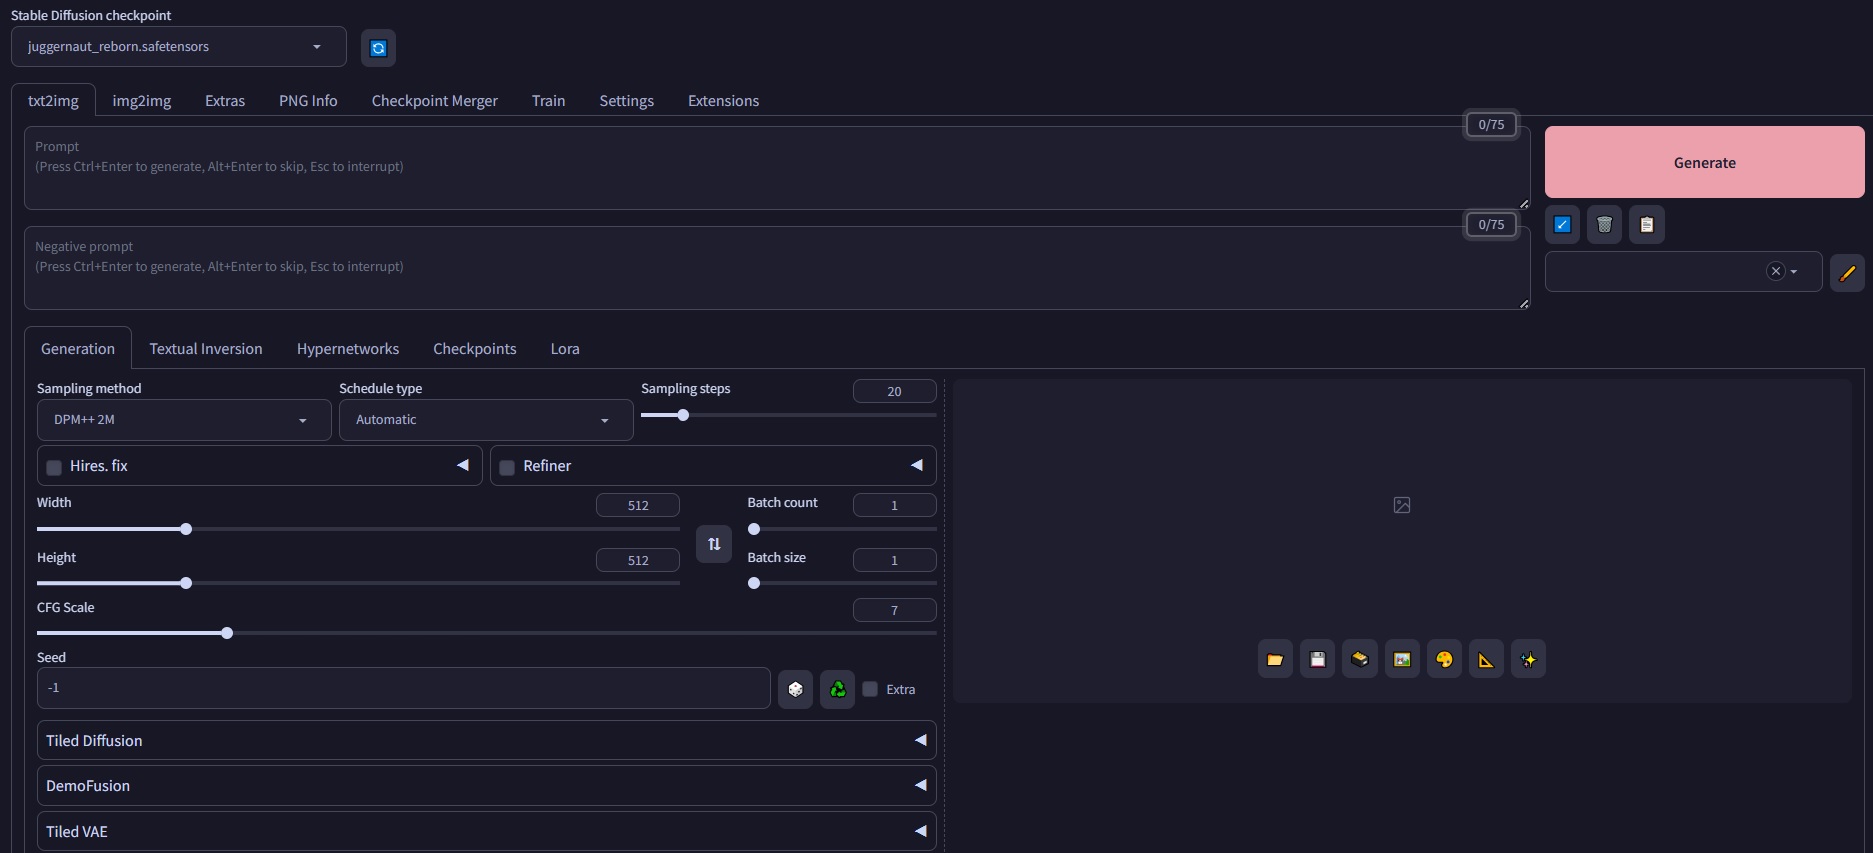 Stable Diffusion checkpoint
juggernaut_reborn.safetensors
txt2img img2img Extras PNG Info Checkpoint Merger Train Settings Extensions
0/75
Prompt
(Press Ctrl+Enter to generate, Alt+Enter to skip, Esc to interrupt)
Generate
0/75
Negative prompt
(Press Ctrl+Enter to generate, Alt+Enter to skip, Esc to interrupt)
Generation Textual Inversion Hypernetworks Checkpoints Lora
Sampling method Schedule type Sampling steps 20
DPM++ 2M Automatic
Hires. fix Refiner
Width 512 Batch count 1
Height 512 Batch size 1
CFG Scale 7
Seed
-1 Extra
Tiled Diffusion
DemoFusion
Tiled VAE